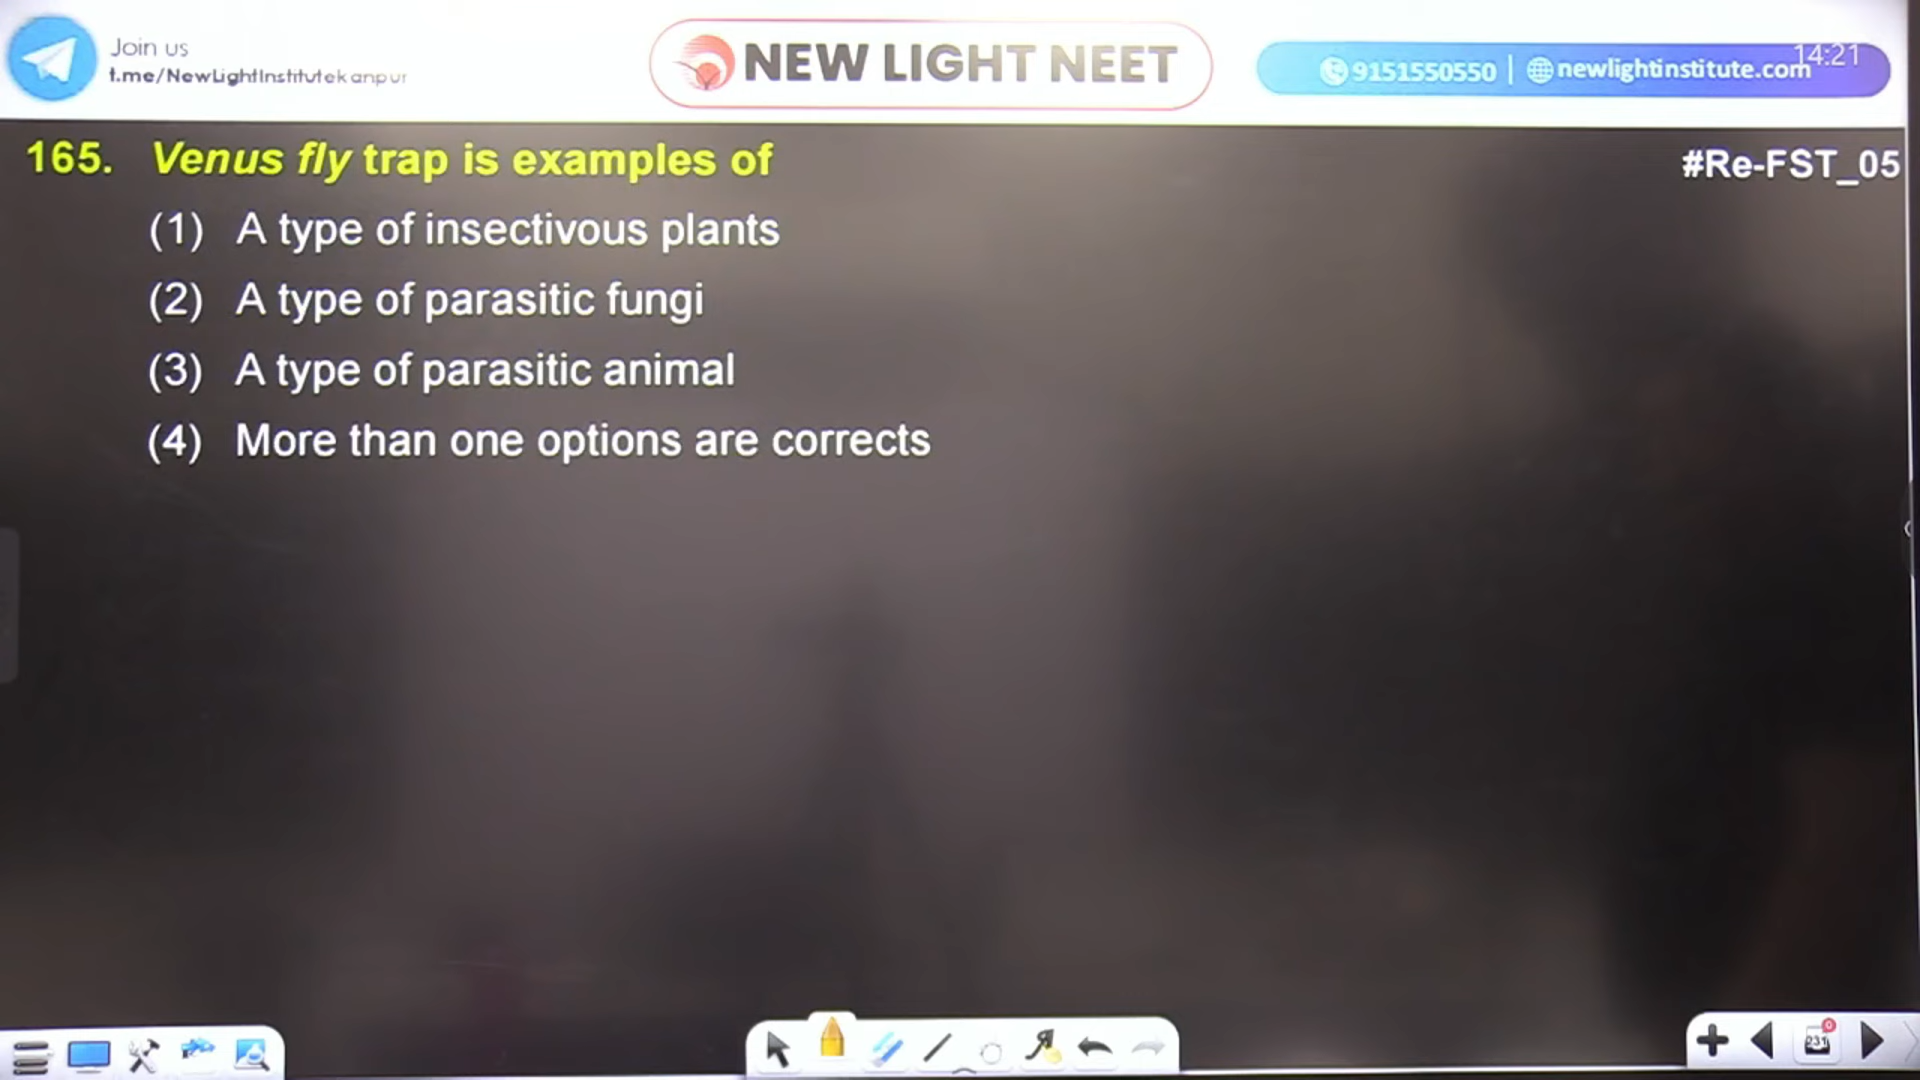 Join us
t.me/NewLightInstitutekanpur
NEW LIGHT NEET
9151550550 | newlightinstitute.com
14:21
165. Venus fly trap is examples of
#Re-FST_05
(1) A type of insectivous plants
(2) A type of parasitic fungi
(3) A type of parasitic animal
(4) More than one options are corrects
231
0